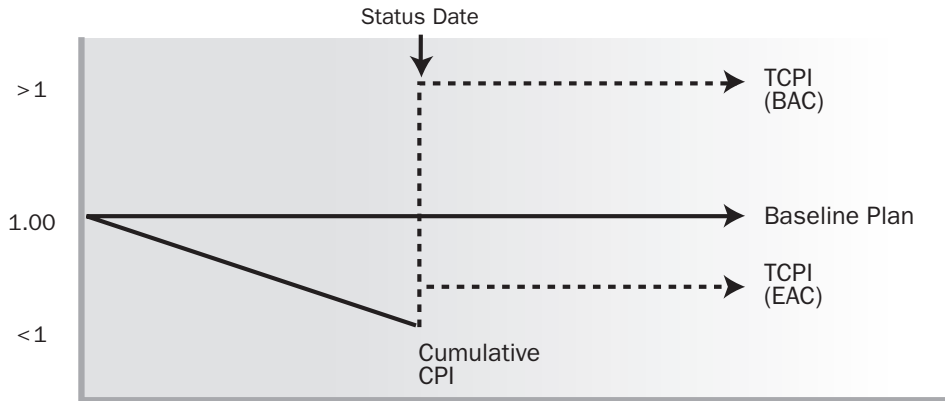 Status Date
>1
TCPI
(BAC)
1.00
Baseline Plan
TCPI
(EAC)
<1
Cumulative
CPI